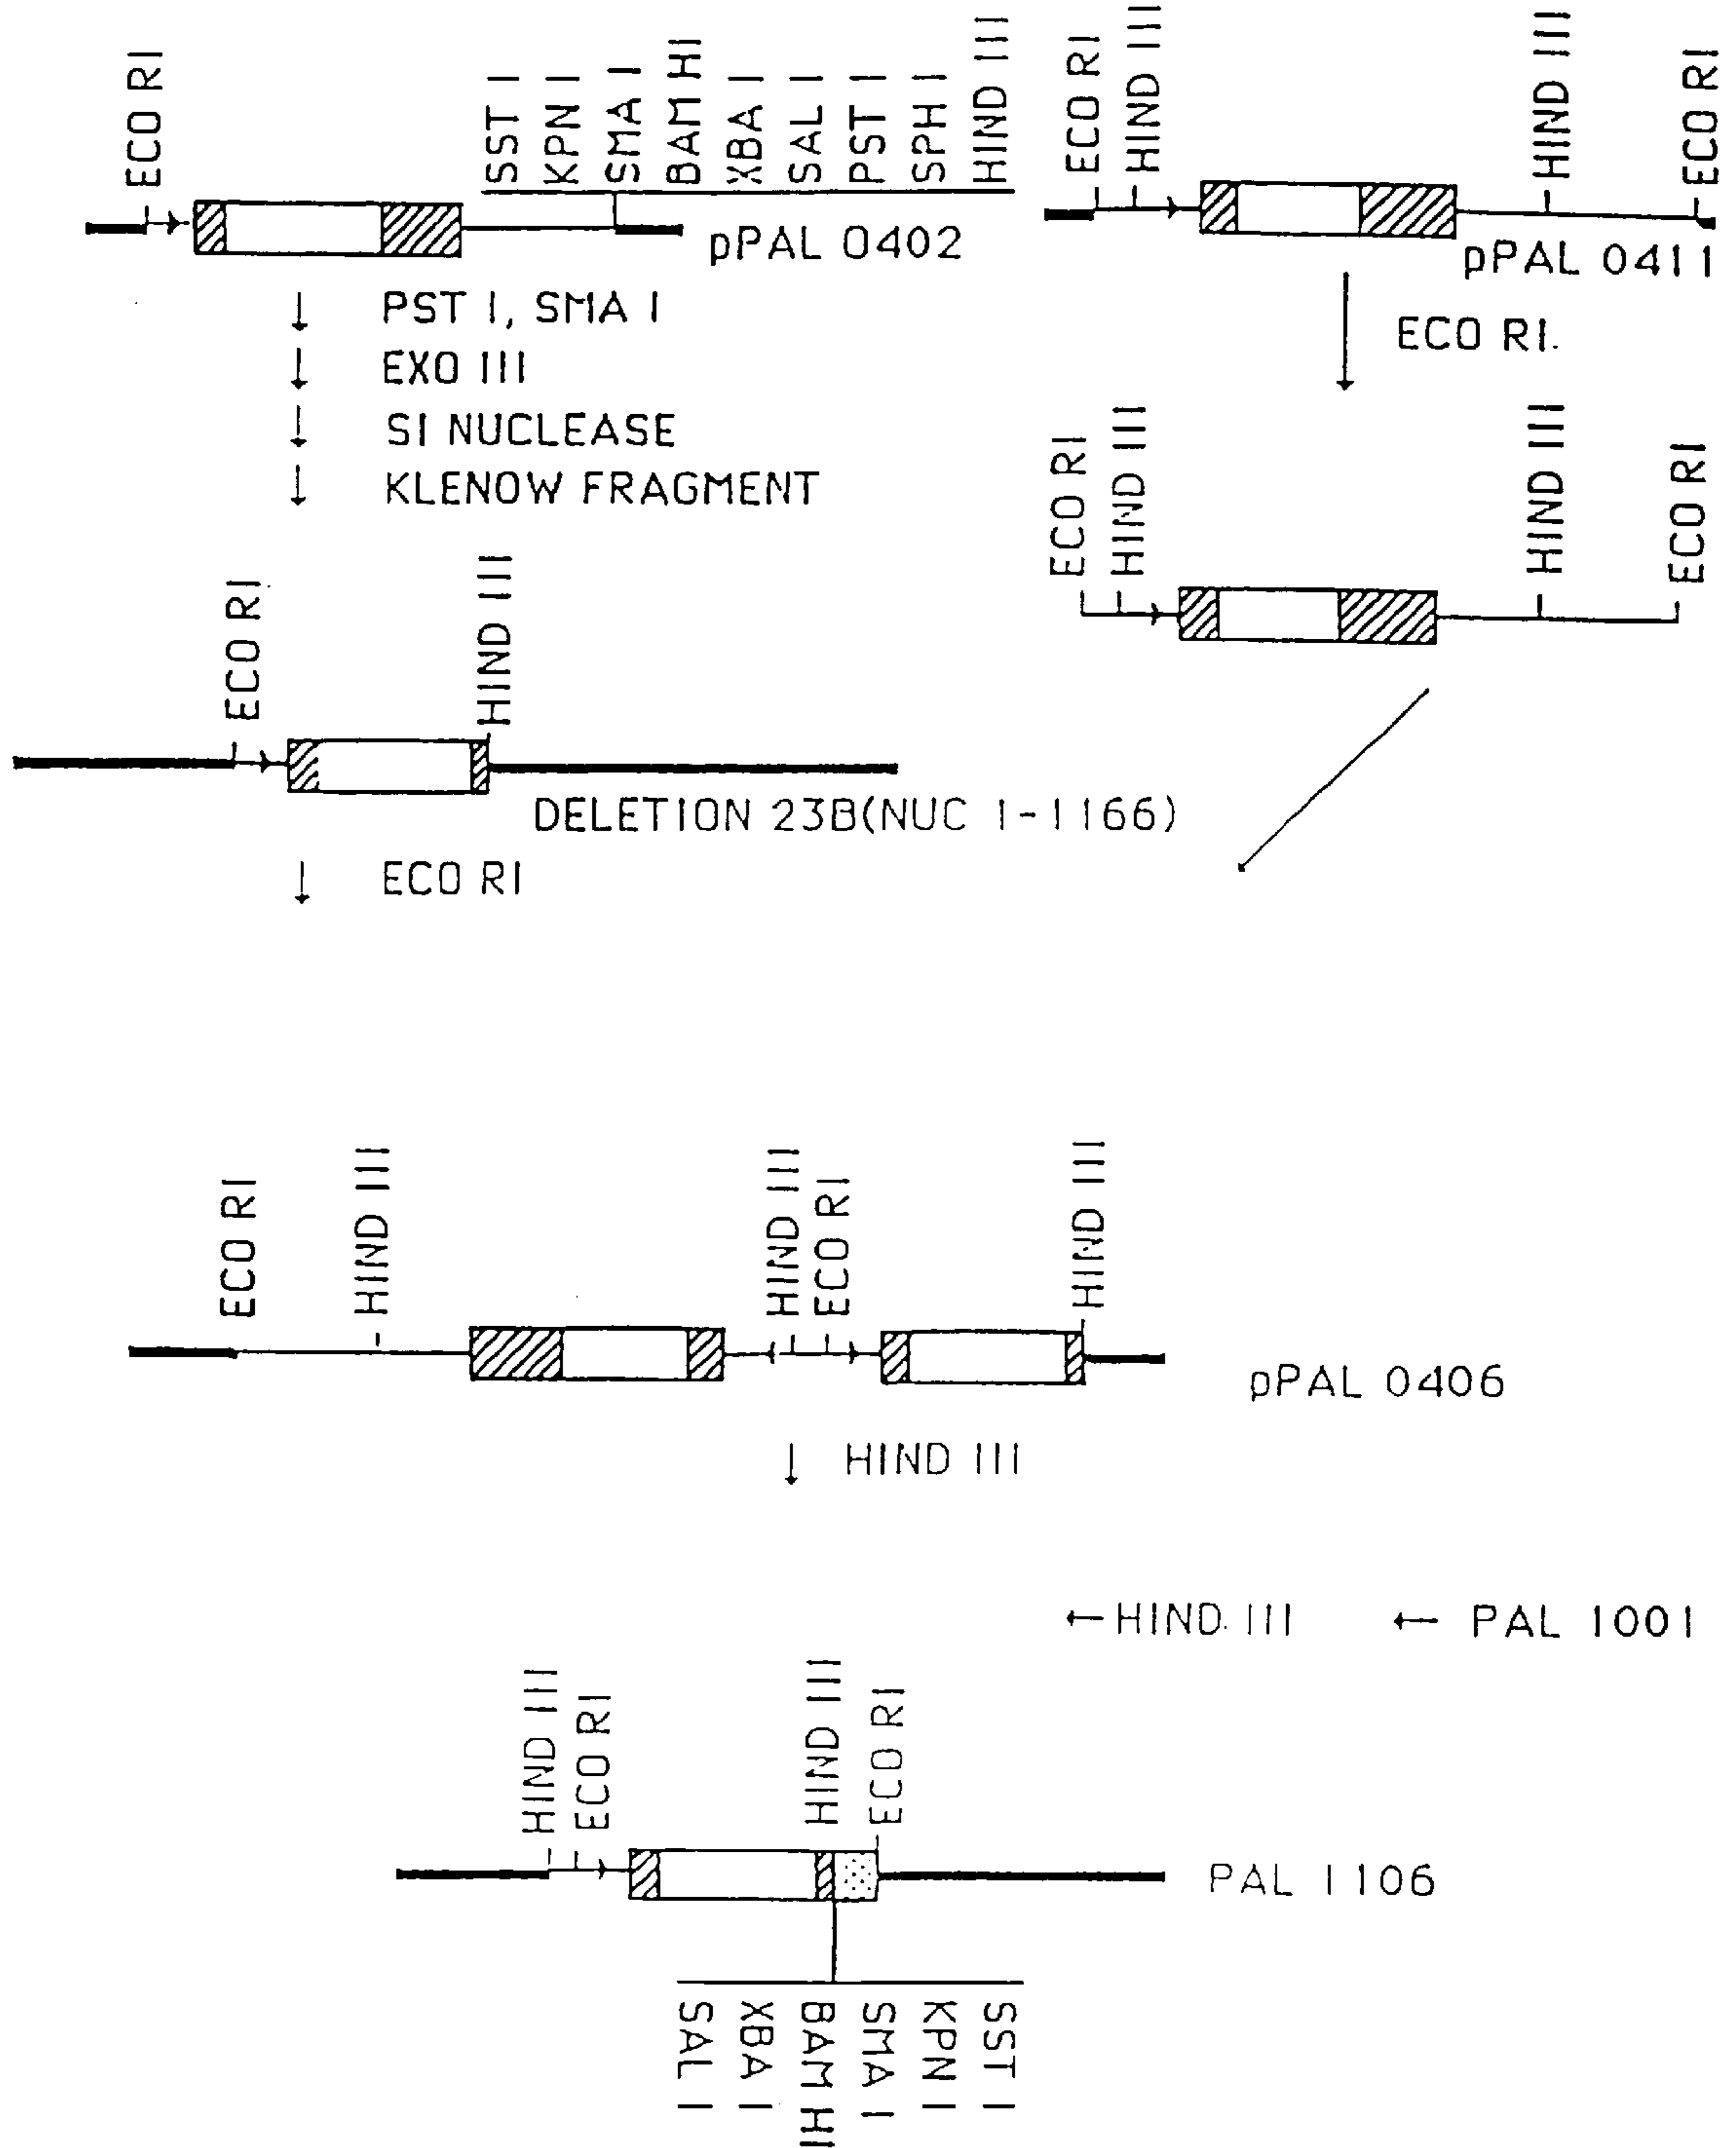 ECO RI
SST I
KPN I
SMA I
BAM HI
XBA I
SAL I
PST I
SPH I
HIND III
pPAL 0402
ECO RI
HIND III
HIND III
ECO RI
pPAL 0411
PST I, SMA I
EXO III
SI NUCLEASE
KLENOW FRAGMENT
ECO RI.
ECO RI
HIND III
HIND III
ECO RI
ECO RI
HIND III
DELETION 23B(NUC 1-1166)
ECO RI
ECO RI
HIND III
HIND III
ECO RI
HIND III
pPAL 0406
HIND III
HIND III
PAL 1001
HIND III
ECO RI
HIND III
ECO RI
PAL 1106
SAL I
XBA I
BAM HI
SMA I
KPN I
SST I